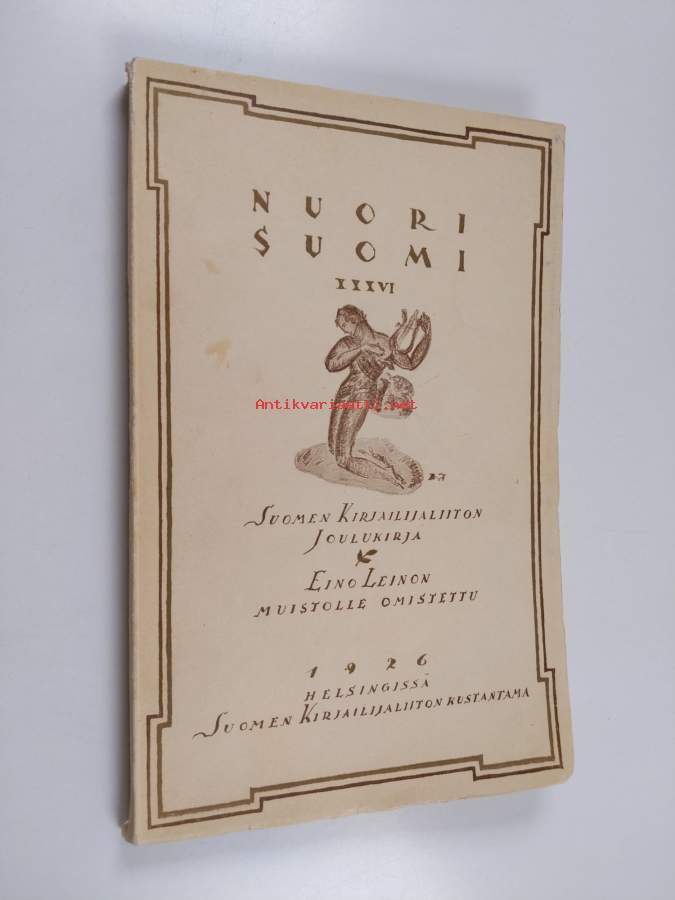 NUORI
SUOMI
XXXVI
Antikvariaatti.net
SUOMEN KIRJAILIJALIITON
JOULUKIRJA
EINO LEINON
MUISTOLLE OMISTETTU
1926
HELSINGISSÄ
SUOMEN KIRJAILIJALIITON KUSTANTAMA